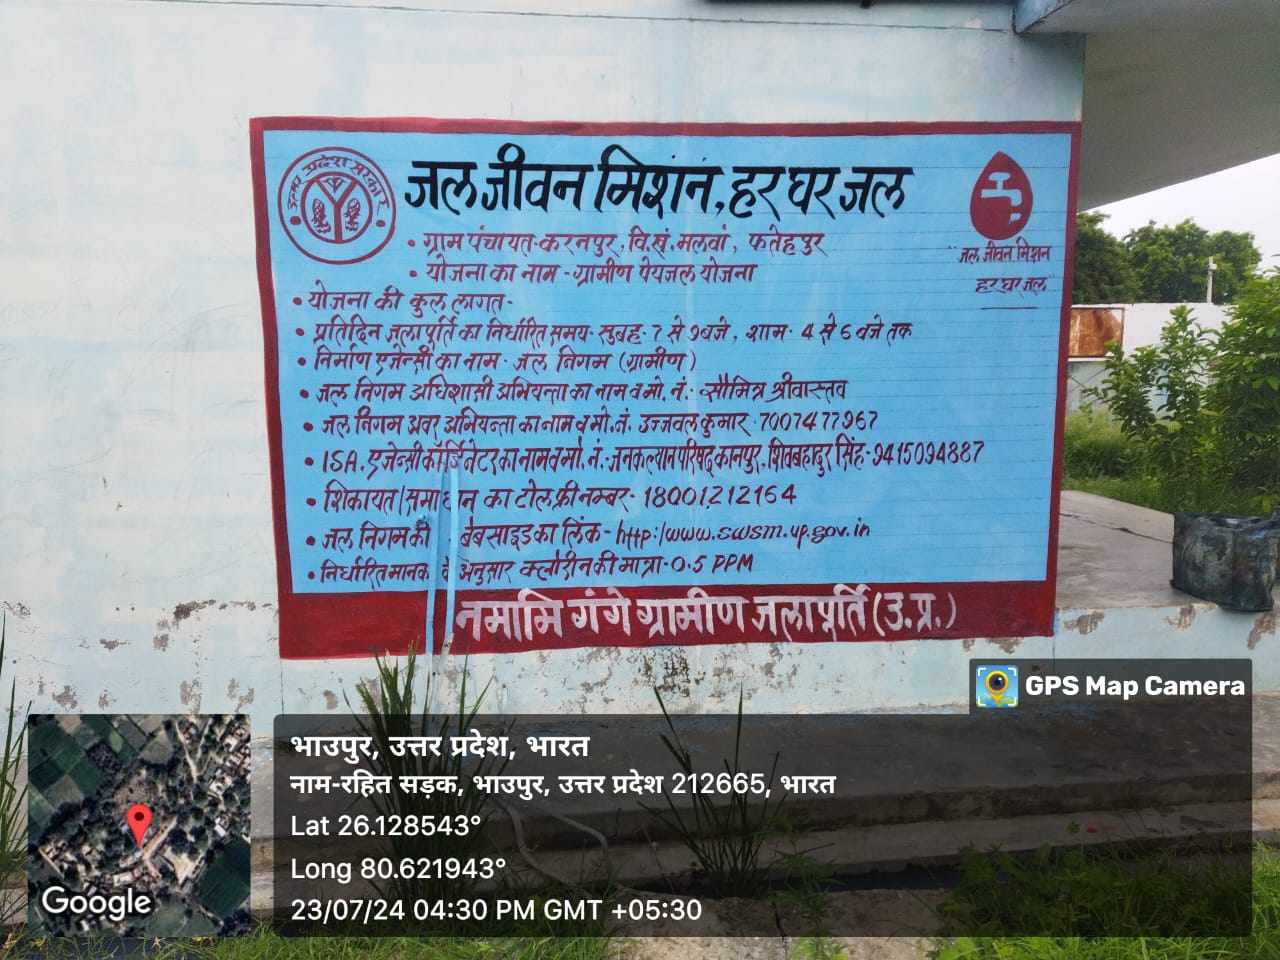 उत्तर प्रदेश सरकार
जल जीवन मिशनं, हर घर जल
• ग्राम पंचायत- करनपुर, वि.खं. मलवां, फतेहपुर
• योजना का नाम - ग्रामीण पेयजल योजना
"जल जीवन मिशन
हर घर जल"
• योजना की कुल लागत-
• प्रतिदिन जलापूर्ति का निर्धारित समय- सुबह- 7 से 9 बजे, शाम- 4 से 6 बजे तक
• निर्माण एजेन्सी का नाम - जल निगम (ग्रामीण)
• जल निगम अधिशासी अभियन्ता का नाम व मो. नं.- सौमित्र श्रीवास्तव
• जल निगम अवर अभियन्ता का नाम व मो. नं. उज्जवल कुमार - 7007477967
• ISA. एजेन्सी कॉर्डिनेटर का नाम व मो. नं.- जनकल्यान परिषद कानपुर, शिवबहादुर सिंह- 9415094887
• शिकायत/समाधान का टोल फ्री नम्बर- 18001212164
• जल निगम की वेबसाइड का लिंक - http:/www.swsm.up.gov.in
• निर्धारित मानक के अनुसार क्लोरीन की मात्रा- 0.5 PPM
नमामि गंगे ग्रामीण जलापूर्ति (उ.प्र.)
GPS Map Camera
भाउपुर, उत्तर प्रदेश, भारत
नाम-रहित सड़क, भाउपुर, उत्तर प्रदेश 212665, भारत
Lat 26.128543°
Long 80.621943°
23/07/24 04:30 PM GMT +05:30
Google